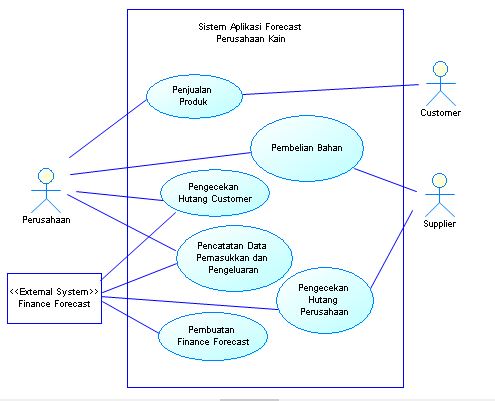 Sistem Aplikasi Forecast
Perusahaan Kain
Penjualan
Produk
Customer
Pembelian Bahan
Perusahaan
Pengecekan
Hutang Customer
Supplier
Pencatatan Data
Pemasukkan dan
Pengeluaran
<<External System>>
Finance Forecast
Pengecekan
Hutang
Perusahaan
Pembuatan
Finance Forecast